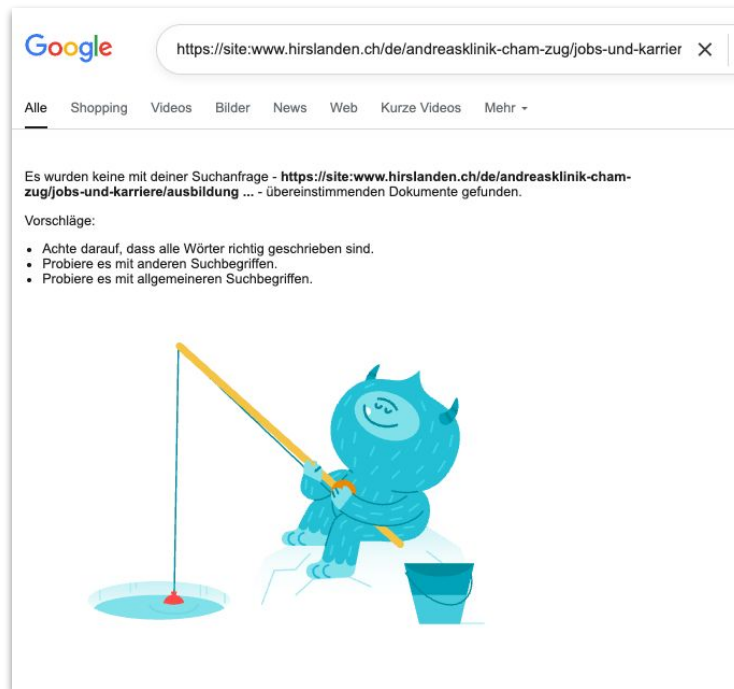 Google
https://site:www.hirslanden.ch/de/andreasklinik-cham-zug/jobs-und-karrier
Alle Shopping Videos Bilder News Web Kurze Videos Mehr
Es wurden keine mit deiner Suchanfrage - https://site:www.hirslanden.ch/de/andreasklinik-cham-
zug/jobs-und-karriere/ausbildung ... - übereinstimmenden Dokumente gefunden.
Vorschläge:
• Achte darauf, dass alle Wörter richtig geschrieben sind.
• Probiere es mit anderen Suchbegriffen.
• Probiere es mit allgemeineren Suchbegriffen.